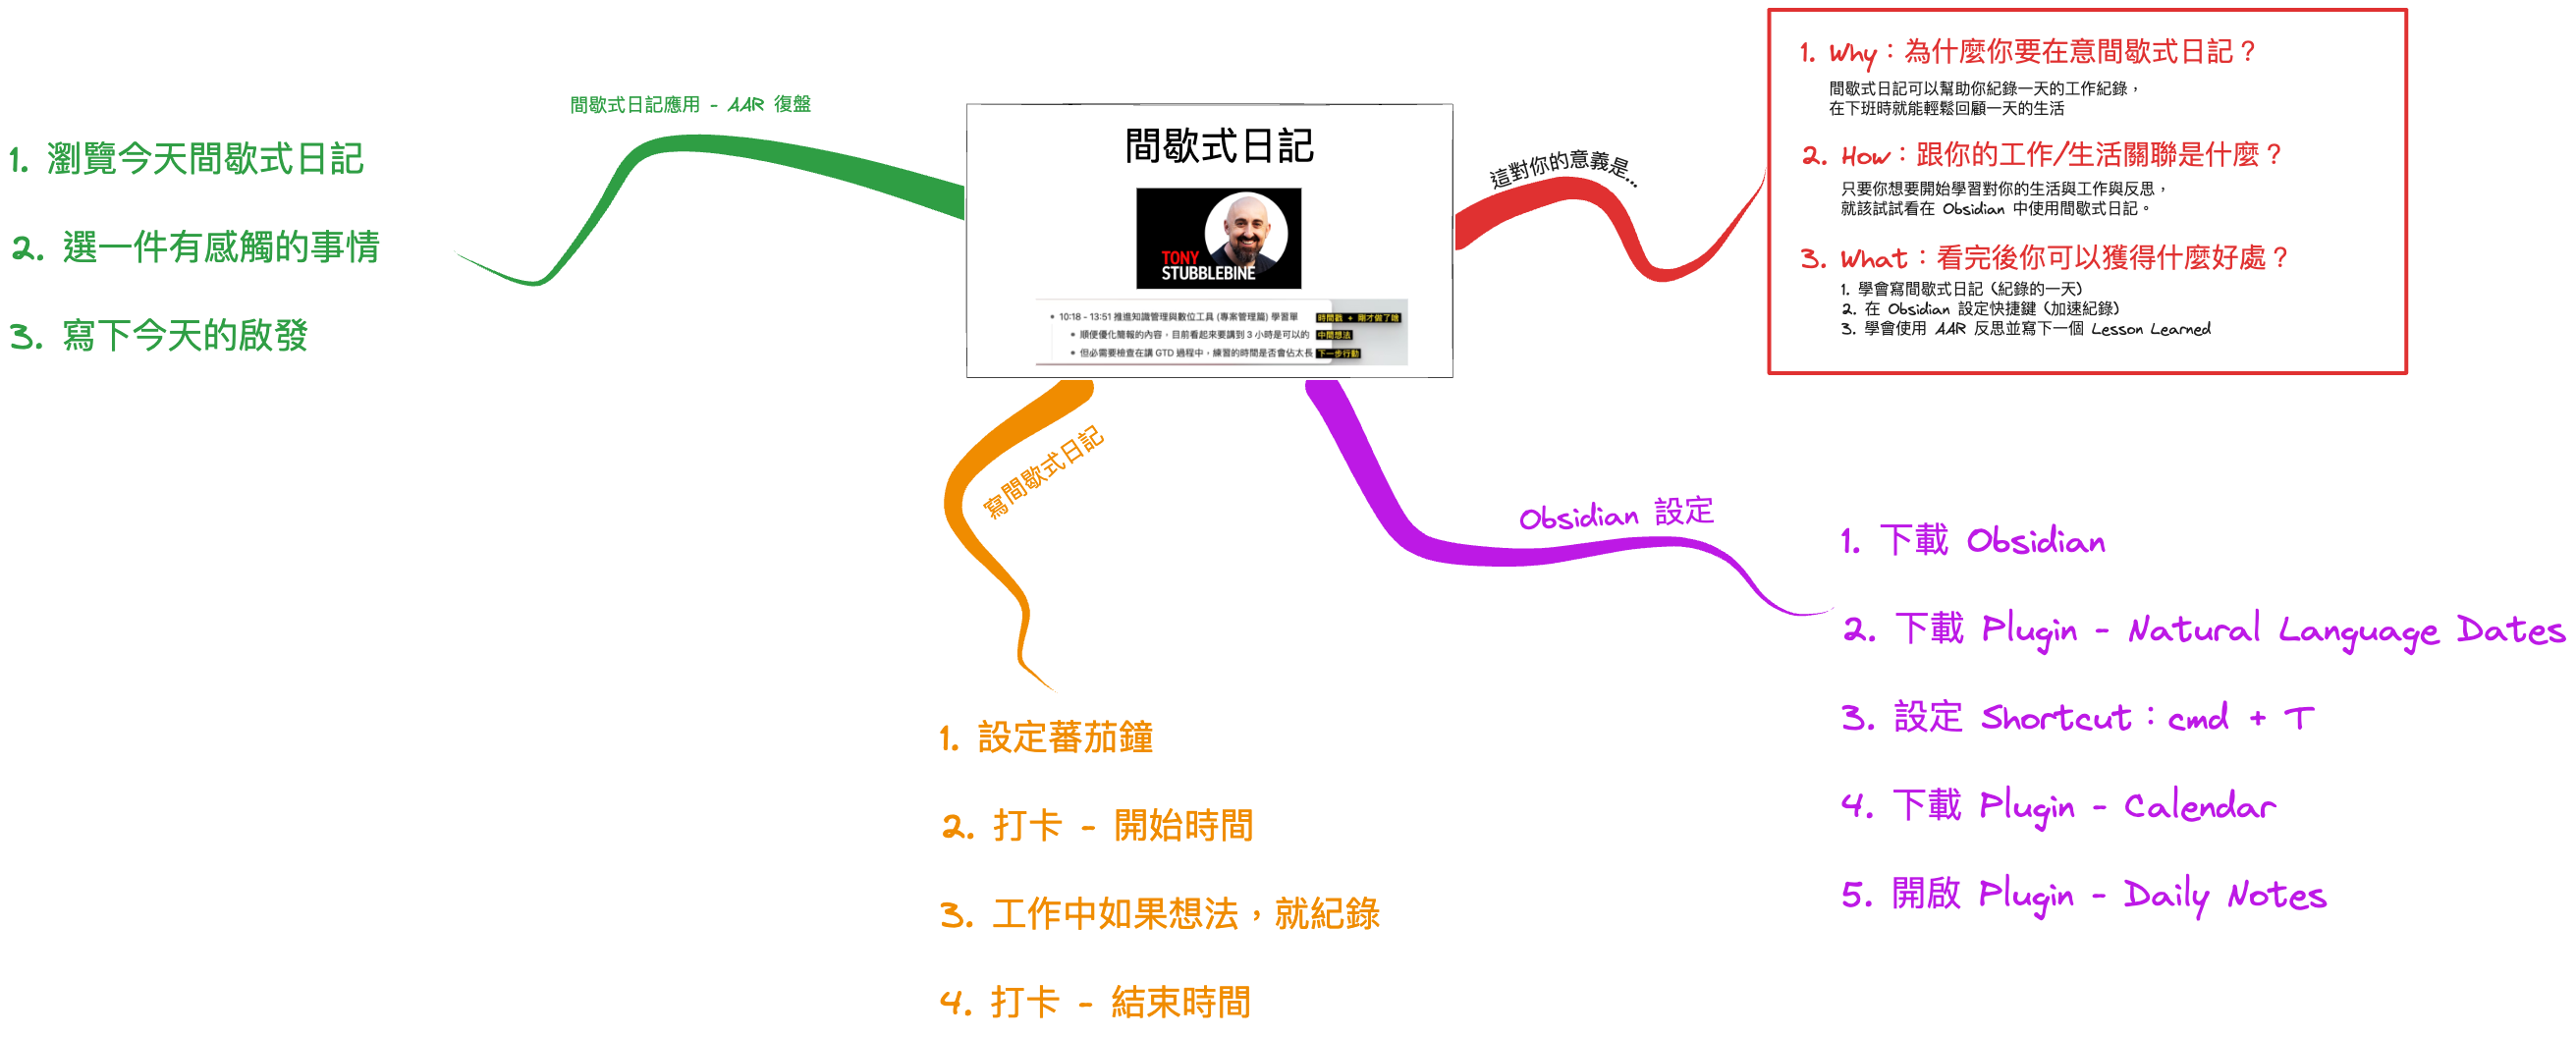 間歇式日記
TONY
STUBBLEBINE
10:18 - 13:51 推進知識管理與數位工具 (專案管理篇) 學習單 時間戳 + 剛才做了啥
順便優化簡報的內容，目前看起來要講到 3 小時是可以的 中間想法
但必需要檢查在講 GTD 過程中，練習的時間是否會佔太長 下一步行動
這對你的意義是...
1. Why：為什麼你要在意間歇式日記？
間歇式日記可以幫助你紀錄一天的工作紀錄，
在下班時就能輕鬆回顧一天的生活
2. How：跟你的工作/生活關聯是什麼？
只要你想要開始學習對你的生活與工作與反思，
就該試試看在 Obsidian 中使用間歇式日記。
3. What：看完後你可以獲得什麼好處？
1. 學會寫間歇式日記（紀錄的一天）
2. 在 Obsidian 設定快捷鍵（加速紀錄）
3. 學會使用 AAR 反思並寫下一個 Lesson Learned
Obsidian 設定
1. 下載 Obsidian
2. 下載 Plugin - Natural Language Dates
3. 設定 Shortcut：cmd + T
4. 下載 Plugin - Calendar
5. 開啟 Plugin - Daily Notes
寫間歇式日記
1. 設定蕃茄鐘
2. 打卡 - 開始時間
3. 工作中如果想法，就紀錄
4. 打卡 - 結束時間
間歇式日記應用 - AAR 復盤
1. 瀏覽今天間歇式日記
2. 選一件有感觸的事情
3. 寫下今天的啟發